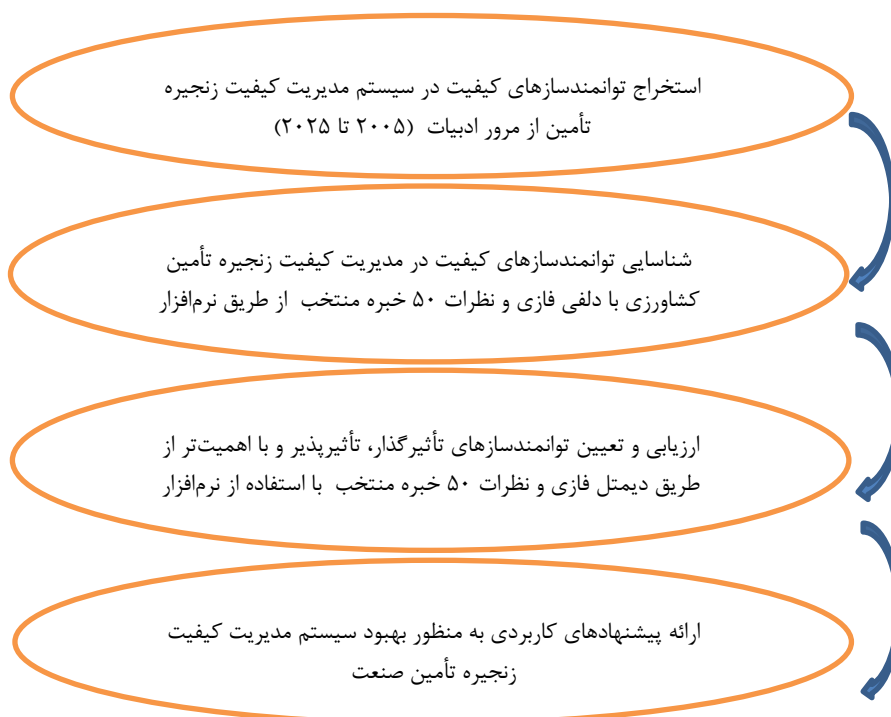 استخراج توانمندسازهای کیفیت در سیستم مدیریت کیفیت زنجیره
تأمین از مرور ادبیات (۲۰۰۵ تا ۲۰۲۵)
شناسایی توانمندسازهای کیفیت در مدیریت کیفیت زنجیره تأمین
کشاورزی با دلفی فازی و نظرات ۵۰ خبره منتخب از طریق نرم‌افزار
ارزیابی و تعیین توانمندسازهای تأثیرگذار، تأثیرپذیر و با اهمیت‌تر از
طریق دیمتل فازی و نظرات ۵۰ خبره منتخب با استفاده از نرم‌افزار
ارائه پیشنهادهای کاربردی به منظور بهبود سیستم مدیریت کیفیت
زنجیره تأمین صنعت